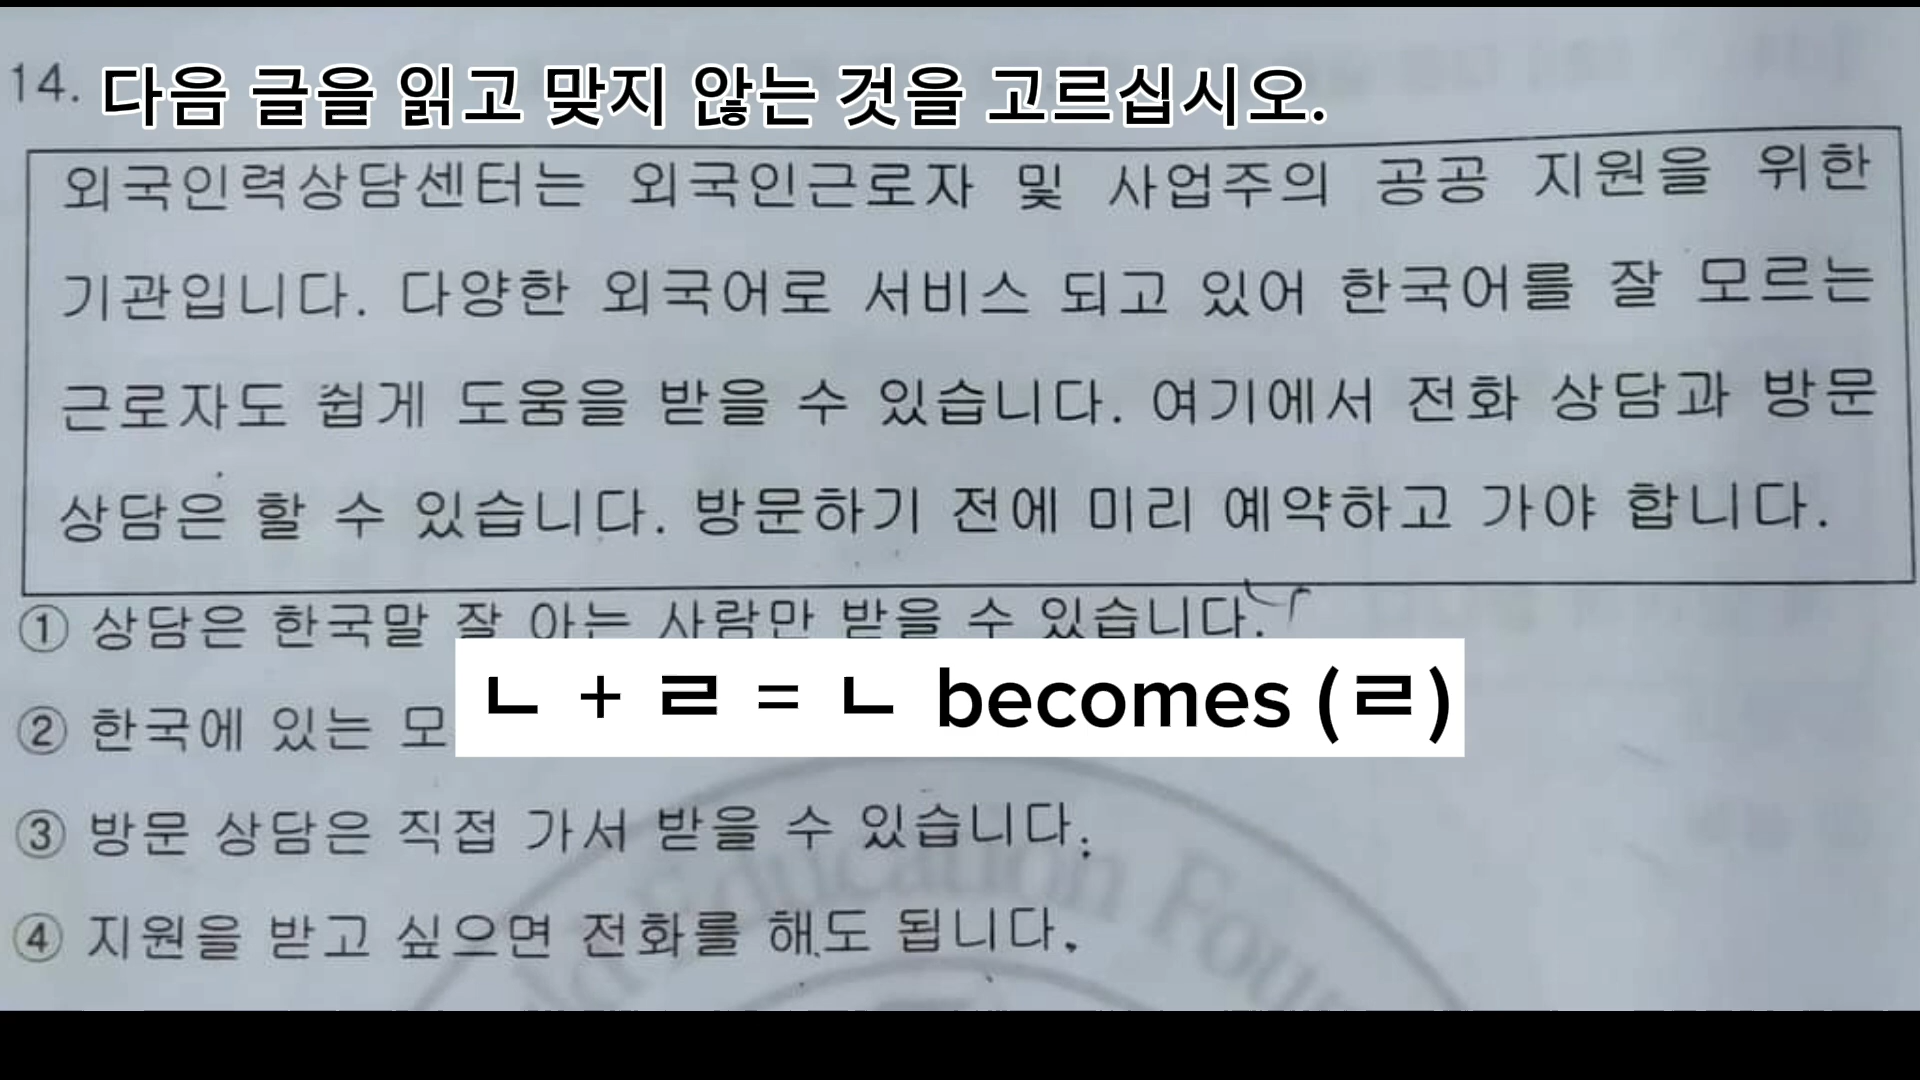 14. 다음 글을 읽고 맞지 않는 것을 고르십시오.
외국인력상담센터는 외국인근로자 및 사업주의 공공 지원을 위한
기관입니다. 다양한 외국어로 서비스 되고 있어 한국어를 잘 모르는
근로자도 쉽게 도움을 받을 수 있습니다. 여기에서 전화 상담과 방문
상담은 할 수 있습니다. 방문하기 전에 미리 예약하고 가야 합니다.
① 상담은 한국말 잘 아는 사람만 받을 수 있습니다.
ㄴ + ㄹ = ㄴ becomes (ㄹ)
② 한국에 있는 모
③ 방문 상담은 직접 가서 받을 수 있습니다.
④ 지원을 받고 싶으면 전화를 해도 됩니다.
Education